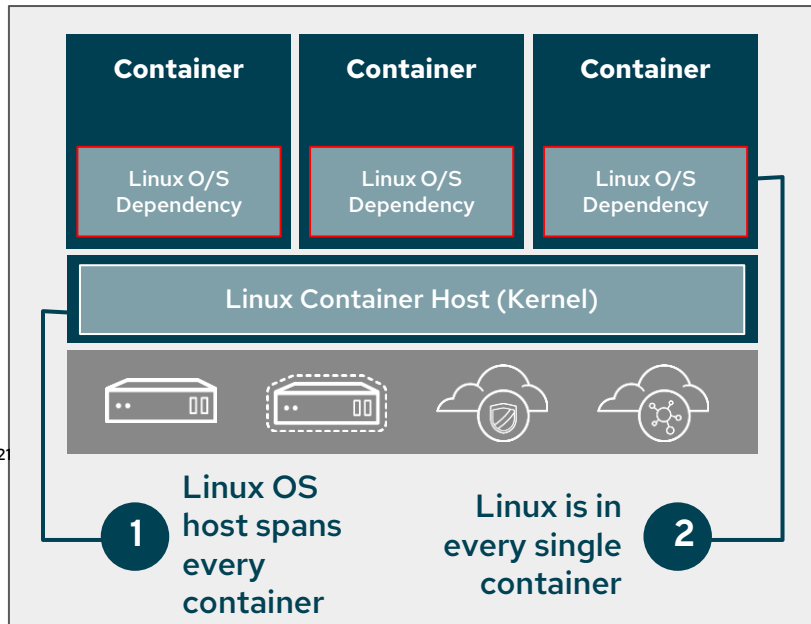 Container
Container
Container
Linux O/S
Dependency
Linux O/S
Dependency
Linux O/S
Dependency
Linux Container Host (Kernel)
21
1
Linux OS
host spans
every
container
Linux is in
every single
container
2